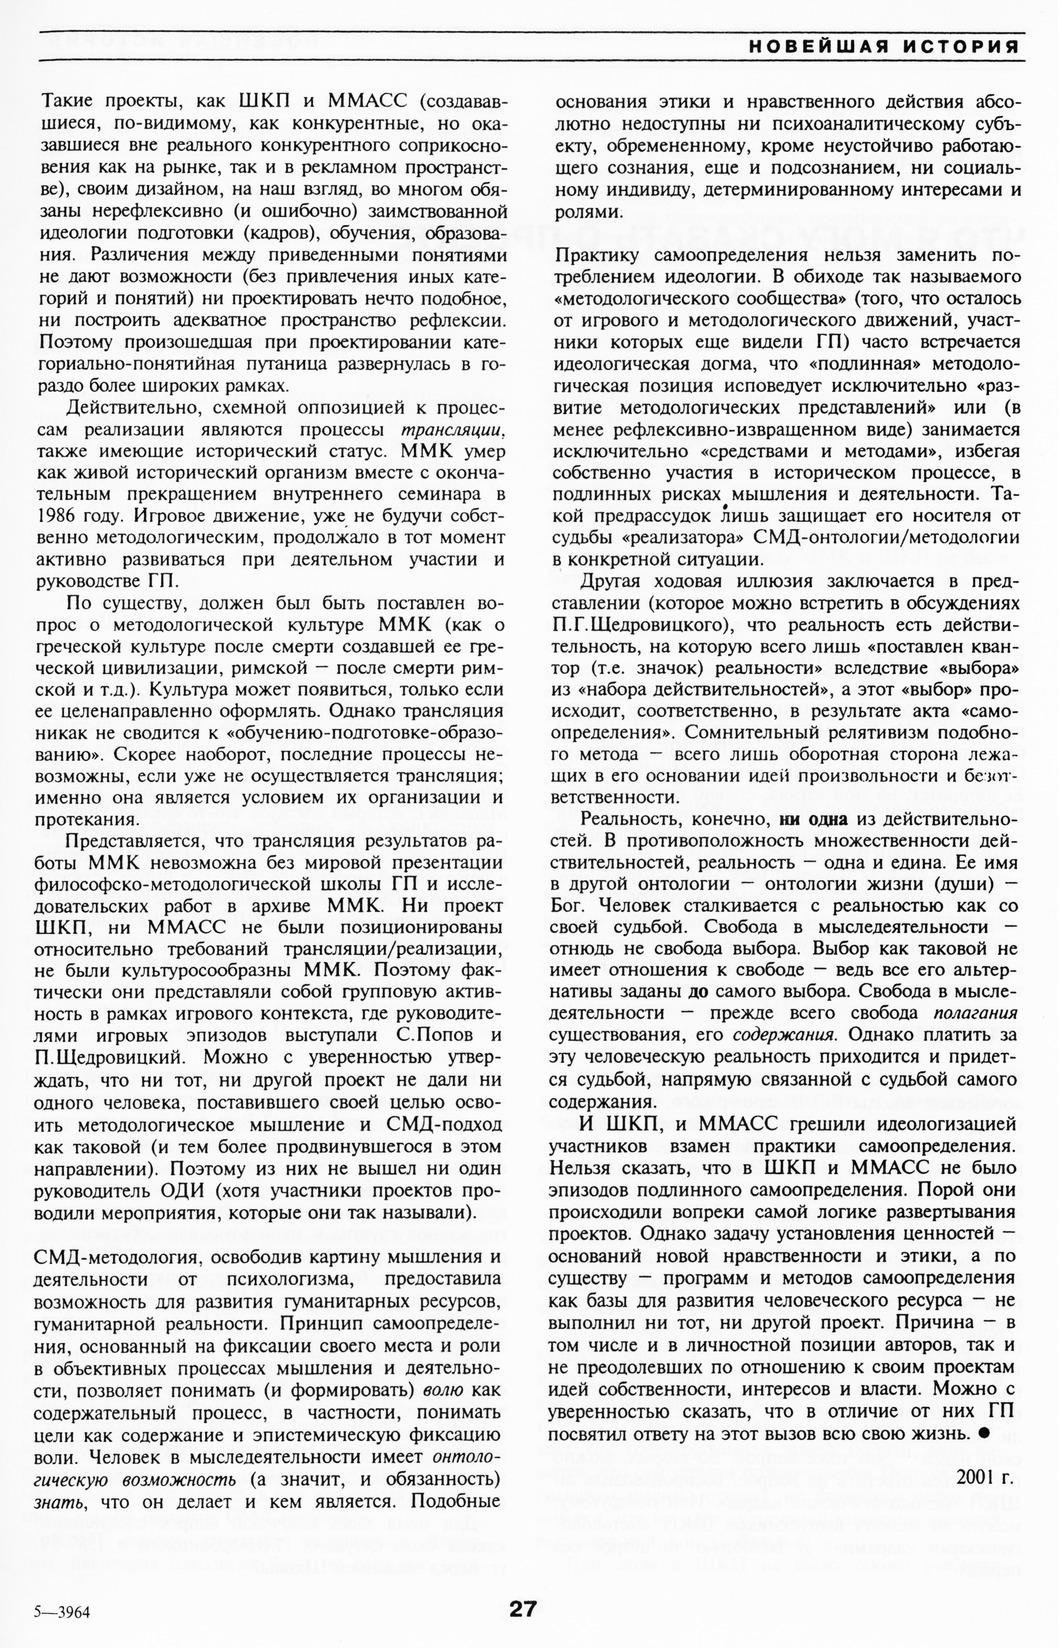 НОВЕЙШАЯ ИСТОРИЯ
Такие проекты, как ШКП и ММАСС (создавав-
шиеся, по-видимому, как конкурентные, но ока-
завшиеся вне реального конкурентного соприкосно-
вения как на рынке, так и в рекламном пространст-
ве), своим дизайном, на наш взгляд, во многом обя-
заны нерефлексивно (и ошибочно) заимствованной
идеологии подготовки (кадров), обучения, образова-
ния. Различения между приведенными понятиями
не дают возможности (без привлечения иных кате-
горий и понятий) ни проектировать нечто подобное,
ни построить адекватное пространство рефлексии.
Поэтому произошедшая при проектировании кате-
гориально-понятийная путаница развернулась в го-
раздо более широких рамках.
Действительно, схемной оппозицией к процес-
сам реализации являются процессы трансляции,
также имеющие исторический статус. ММК умер
как живой исторический организм вместе с оконча-
тельным прекращением внутреннего семинара в
1986 году. Игровое движение, уже не будучи собст-
венно методологическим, продолжало в тот момент
активно развиваться при деятельном участии и
руководстве ГП.
По существу, должен был быть поставлен во-
прос о методологической культуре ММК (как о
греческой культуре после смерти создавшей ее гре-
ческой цивилизации, римской — после смерти рим-
ской и т.д.). Культура может появиться, только если
ее целенаправленно оформлять. Однако трансляция
никак не сводится к «обучению-подготовке-образо-
ванию». Скорее наоборот, последние процессы не-
возможны, если уже не осуществляется трансляция;
именно она является условием их организации и
протекания.
Представляется, что трансляция результатов ра-
боты ММК невозможна без мировой презентации
философско-методологической школы ГП и иссле-
довательских работ в архиве ММК. Ни проект
ШКП, ни ММАСС не были позиционированы
относительно требований трансляции/реализации,
не были культуросообразны ММК. Поэтому фак-
тически они представляли собой групповую актив-
ность в рамках игрового контекста, где руководите-
лями игровых эпизодов выступали С.Попов и
П.Щедровицкий. Можно с уверенностью утвер-
ждать, что ни тот, ни другой проект не дали ни
одного человека, поставившего своей целью осво-
ить методологическое мышление и СМД-подход
как таковой (и тем более продвинувшегося в этом
направлении). Поэтому из них не вышел ни один
руководитель ОДИ (хотя участники проектов про-
водили мероприятия, которые они так называли).
СМД-методология, освободив картину мышления и
деятельности от психологизма, предоставила
возможность для развития гуманитарных ресурсов,
гуманитарной реальности. Принцип самоопределе-
ния, основанный на фиксации своего места и роли
в объективных процессах мышления и деятельно-
сти, позволяет понимать (и формировать) волю как
содержательный процесс, в частности, понимать
цели как содержание и эпистемическую фиксацию
воли. Человек в мыследеятельности имеет онтоло-
гическую возможность (а значит, и обязанность)
знать, что он делает и кем является. Подобные
основания этики и нравственного действия абсо-
лютно недоступны ни психоаналитическому субъ-
екту, обремененному, кроме неустойчиво работаю-
щего сознания, еще и подсознанием, ни социаль-
ному индивиду, детерминированному интересами и
ролями.
Практику самоопределения нельзя заменить по-
треблением идеологии. В обиходе так называемого
«методологического сообщества» (того, что осталось
от игрового и методологического движений, участ-
ники которых еще видели ГП) часто встречается
идеологическая догма, что «подлинная» методоло-
гическая позиция исповедует исключительно «раз-
витие методологических представлений» или (в
менее рефлексивно-извращенном виде) занимается
исключительно «средствами и методами», избегая
собственно участия в историческом процессе, в
подлинных рисках мышления и деятельности. Та-
кой предрассудок лишь защищает его носителя от
судьбы «реализатора» СМД-онтологии/методологии
в конкретной ситуации.
Другая ходовая иллюзия заключается в пред-
ставлении (которое можно встретить в обсуждениях
П.Г.Щедровицкого), что реальность есть действи-
тельность, на которую всего лишь «поставлен кван-
тор (т.е. значок) реальности» вследствие «выбора»
из «набора действительностей», а этот «выбор» про-
исходит, соответственно, в результате акта «само-
определения». Сомнительный релятивизм подобно-
го метода — всего лишь оборотная сторона лежа-
щих в его основании идей произвольности и безот-
ветственности.
Реальность, конечно, ни одна из действительно-
стей. В противоположность множественности дей-
ствительностей, реальность — одна и едина. Ее имя
в другой онтологии — онтологии жизни (души) —
Бог. Человек сталкивается с реальностью как со
своей судьбой. Свобода в мыследеятельности —
отнюдь не свобода выбора. Выбор как таковой не
имеет отношения к свободе — ведь все его альтер-
нативы заданы до самого выбора. Свобода в мысле-
деятельности — прежде всего свобода полагания
существования, его содержания. Однако платить за
эту человеческую реальность приходится и придет-
ся судьбой, напрямую связанной с судьбой самого
содержания.
И ШКП, и ММАСС грешили идеологизацией
участников взамен практики самоопределения.
Нельзя сказать, что в ШКП и ММАСС не было
эпизодов подлинного самоопределения. Порой они
происходили вопреки самой логике развертывания
проектов. Однако задачу установления ценностей —
оснований новой нравственности и этики, а по
существу — программ и методов самоопределения
как базы для развития человеческого ресурса — не
выполнил ни тот, ни другой проект. Причина — в
том числе и в личностной позиции авторов, так и
не преодолевших по отношению к своим проектам
идей собственности, интересов и власти. Можно с
уверенностью сказать, что в отличие от них ГП
посвятил ответу на этот вызов всю свою жизнь. ●
2001 г.
5—3964
27